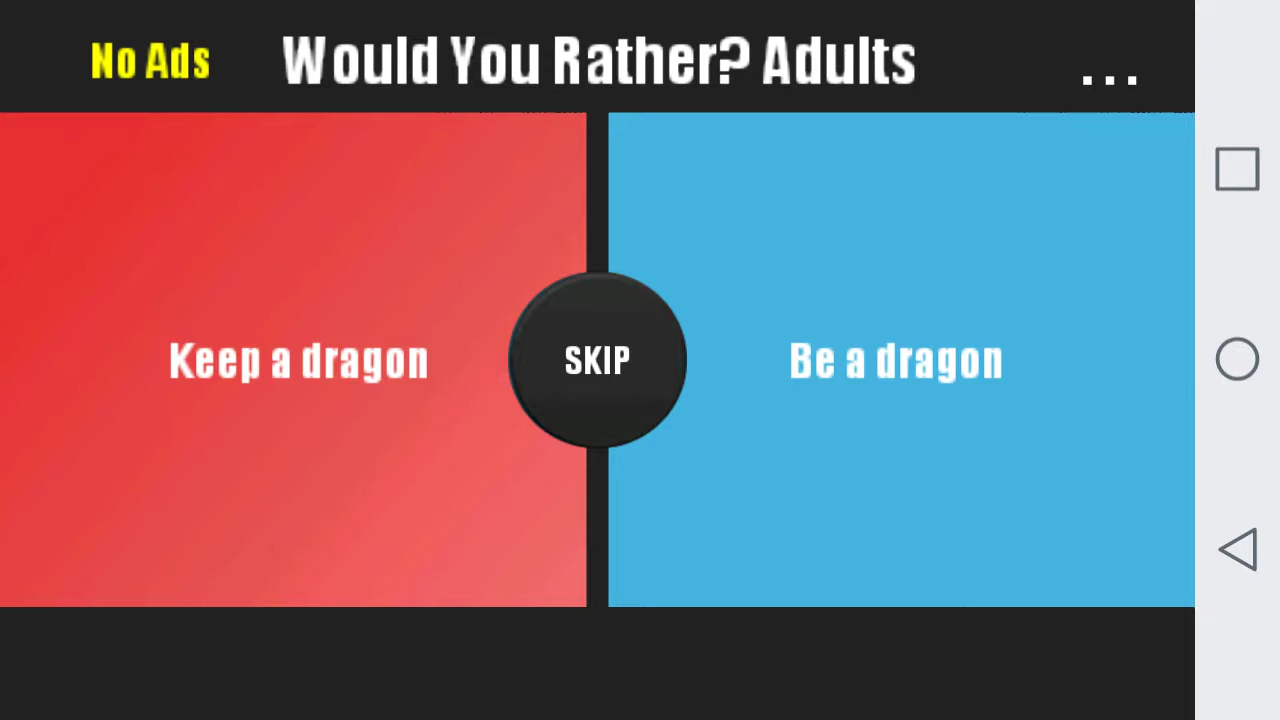 No Ads
Would You Rather? Adults
...
Keep a dragon
SKIP
Be a dragon